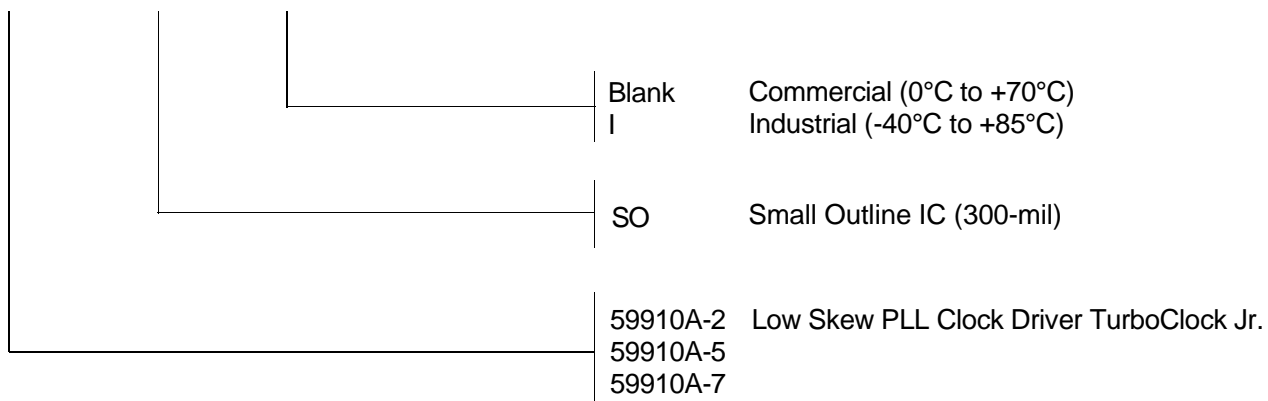 Blank Commercial (0°C to +70°C)
I Industrial (-40°C to +85°C)
SO Small Outline IC (300-mil)
59910A-2 Low Skew PLL Clock Driver TurboClock Jr.
59910A-5
59910A-7